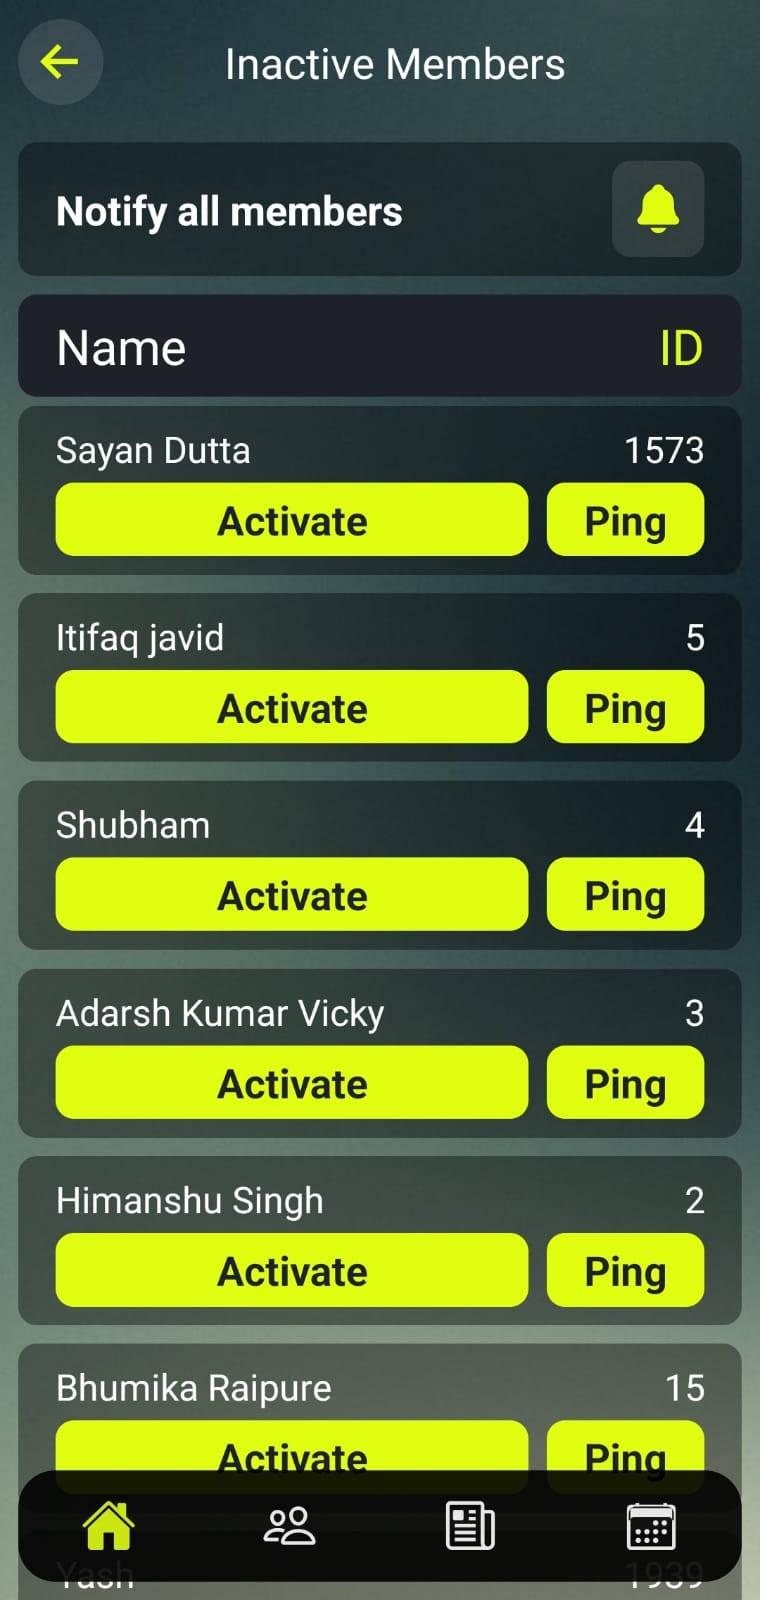 Inactive Members
Notify all members
Name ID
Sayan Dutta 1573
Activate Ping
Itifaq javid 5
Activate Ping
Shubham 4
Activate Ping
Adarsh Kumar Vicky 3
Activate Ping
Himanshu Singh 2
Activate Ping
Bhumika Raipure 15
Activate Ping
Yash 1939